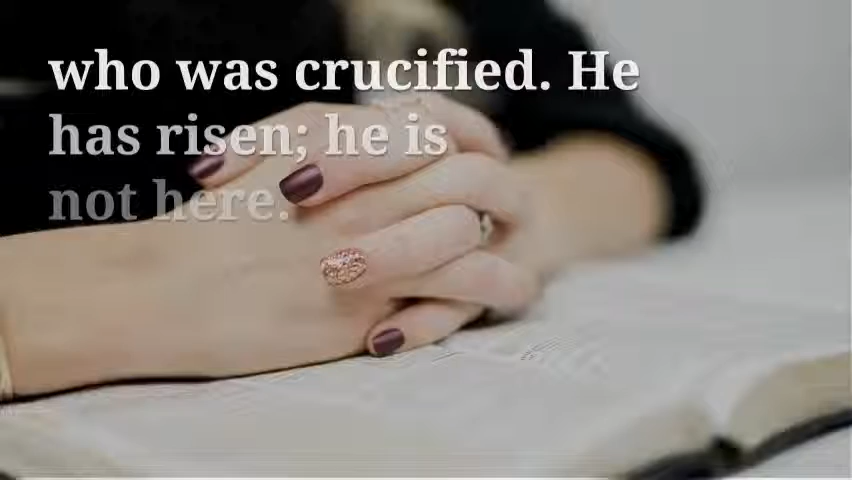 who was crucified. He
has risen; he is
not here.